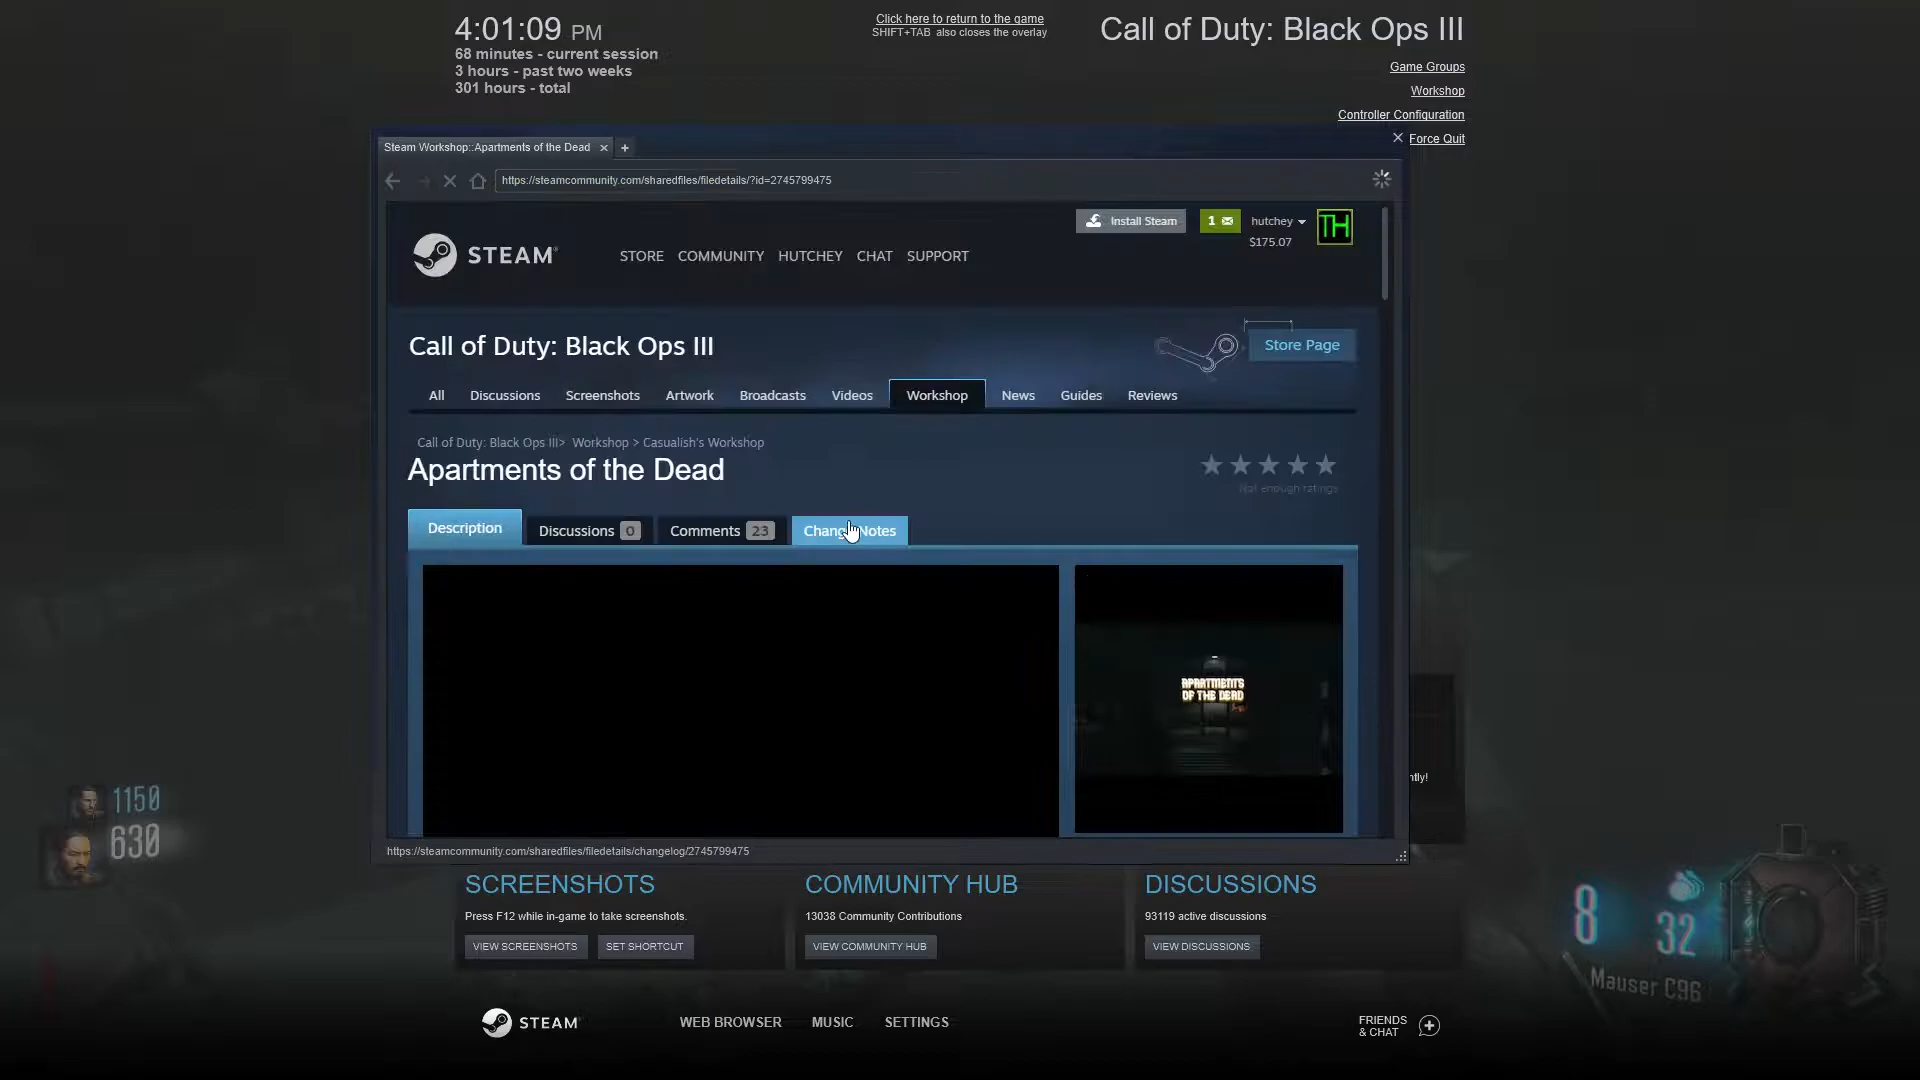 4:01:09 PM
68 minutes - current session
3 hours - past two weeks
301 hours - total
Click here to return to the game
SHIFT+TAB also closes the overlay
Call of Duty: Black Ops III
Game Groups
Workshop
Controller Configuration
Force Quit
Steam Workshop::Apartments of the Dead
https://steamcommunity.com/sharedfiles/filedetails/?id=2745799475
Install Steam
1
hutchey
$175.07
TH
STEAM
STORE COMMUNITY HUTCHEY CHAT SUPPORT
Call of Duty: Black Ops III
Store Page
All Discussions Screenshots Artwork Broadcasts Videos Workshop News Guides Reviews
Call of Duty: Black Ops III> Workshop > Casualish's Workshop
Apartments of the Dead
Not enough ratings
Description Discussions 0 Comments 23 Change Notes
APARTMENTS
OF THE DEAD
1150
630
https://steamcommunity.com/sharedfiles/filedetails/changelog/2745799475
SCREENSHOTS
Press F12 while in-game to take screenshots.
VIEW SCREENSHOTS SET SHORTCUT
COMMUNITY HUB
13038 Community Contributions
VIEW COMMUNITY HUB
DISCUSSIONS
93119 active discussions
VIEW DISCUSSIONS
8
32
Mauser C96
STEAM
WEB BROWSER MUSIC SETTINGS
FRIENDS
& CHAT